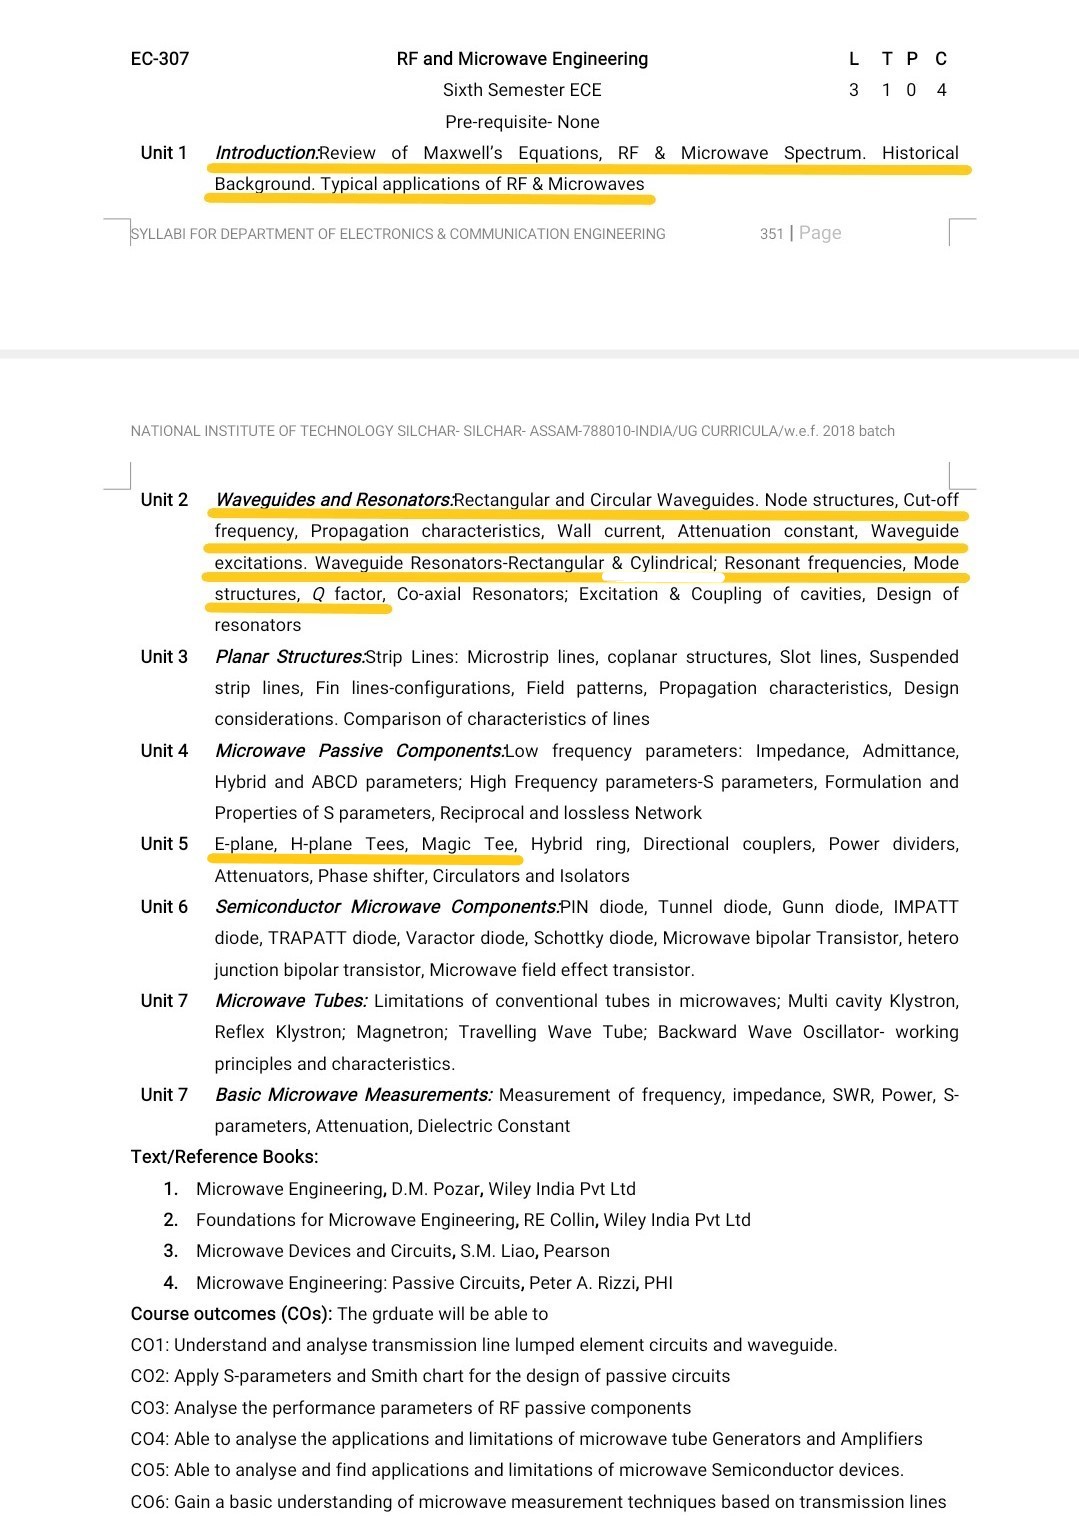 EC-307 RF and Microwave Engineering L T P C
Sixth Semester ECE 3 1 0 4
Pre-requisite- None
Unit 1 Introduction:Review of Maxwell’s Equations, RF & Microwave Spectrum. Historical
Background. Typical applications of RF & Microwaves
SYLLABI FOR DEPARTMENT OF ELECTRONICS & COMMUNICATION ENGINEERING 351 | Page
NATIONAL INSTITUTE OF TECHNOLOGY SILCHAR- SILCHAR- ASSAM-788010-INDIA/UG CURRICULA/w.e.f. 2018 batch
Unit 2 Waveguides and Resonators:Rectangular and Circular Waveguides. Node structures, Cut-off
frequency, Propagation characteristics, Wall current, Attenuation constant, Waveguide
excitations. Waveguide Resonators-Rectangular & Cylindrical; Resonant frequencies, Mode
structures, Q factor, Co-axial Resonators; Excitation & Coupling of cavities, Design of
resonators
Unit 3 Planar Structures:Strip Lines: Microstrip lines, coplanar structures, Slot lines, Suspended
strip lines, Fin lines-configurations, Field patterns, Propagation characteristics, Design
considerations. Comparison of characteristics of lines
Unit 4 Microwave Passive Components:Low frequency parameters: Impedance, Admittance,
Hybrid and ABCD parameters; High Frequency parameters-S parameters, Formulation and
Properties of S parameters, Reciprocal and lossless Network
Unit 5 E-plane, H-plane Tees, Magic Tee, Hybrid ring, Directional couplers, Power dividers,
Attenuators, Phase shifter, Circulators and Isolators
Unit 6 Semiconductor Microwave Components:PIN diode, Tunnel diode, Gunn diode, IMPATT
diode, TRAPATT diode, Varactor diode, Schottky diode, Microwave bipolar Transistor, hetero
junction bipolar transistor, Microwave field effect transistor.
Unit 7 Microwave Tubes: Limitations of conventional tubes in microwaves; Multi cavity Klystron,
Reflex Klystron; Magnetron; Travelling Wave Tube; Backward Wave Oscillator- working
principles and characteristics.
Unit 7 Basic Microwave Measurements: Measurement of frequency, impedance, SWR, Power, S-
parameters, Attenuation, Dielectric Constant
Text/Reference Books:
1. Microwave Engineering, D.M. Pozar, Wiley India Pvt Ltd
2. Foundations for Microwave Engineering, RE Collin, Wiley India Pvt Ltd
3. Microwave Devices and Circuits, S.M. Liao, Pearson
4. Microwave Engineering: Passive Circuits, Peter A. Rizzi, PHI
Course outcomes (COs): The grduate will be able to
CO1: Understand and analyse transmission line lumped element circuits and waveguide.
CO2: Apply S-parameters and Smith chart for the design of passive circuits
CO3: Analyse the performance parameters of RF passive components
CO4: Able to analyse the applications and limitations of microwave tube Generators and Amplifiers
CO5: Able to analyse and find applications and limitations of microwave Semiconductor devices.
CO6: Gain a basic understanding of microwave measurement techniques based on transmission lines